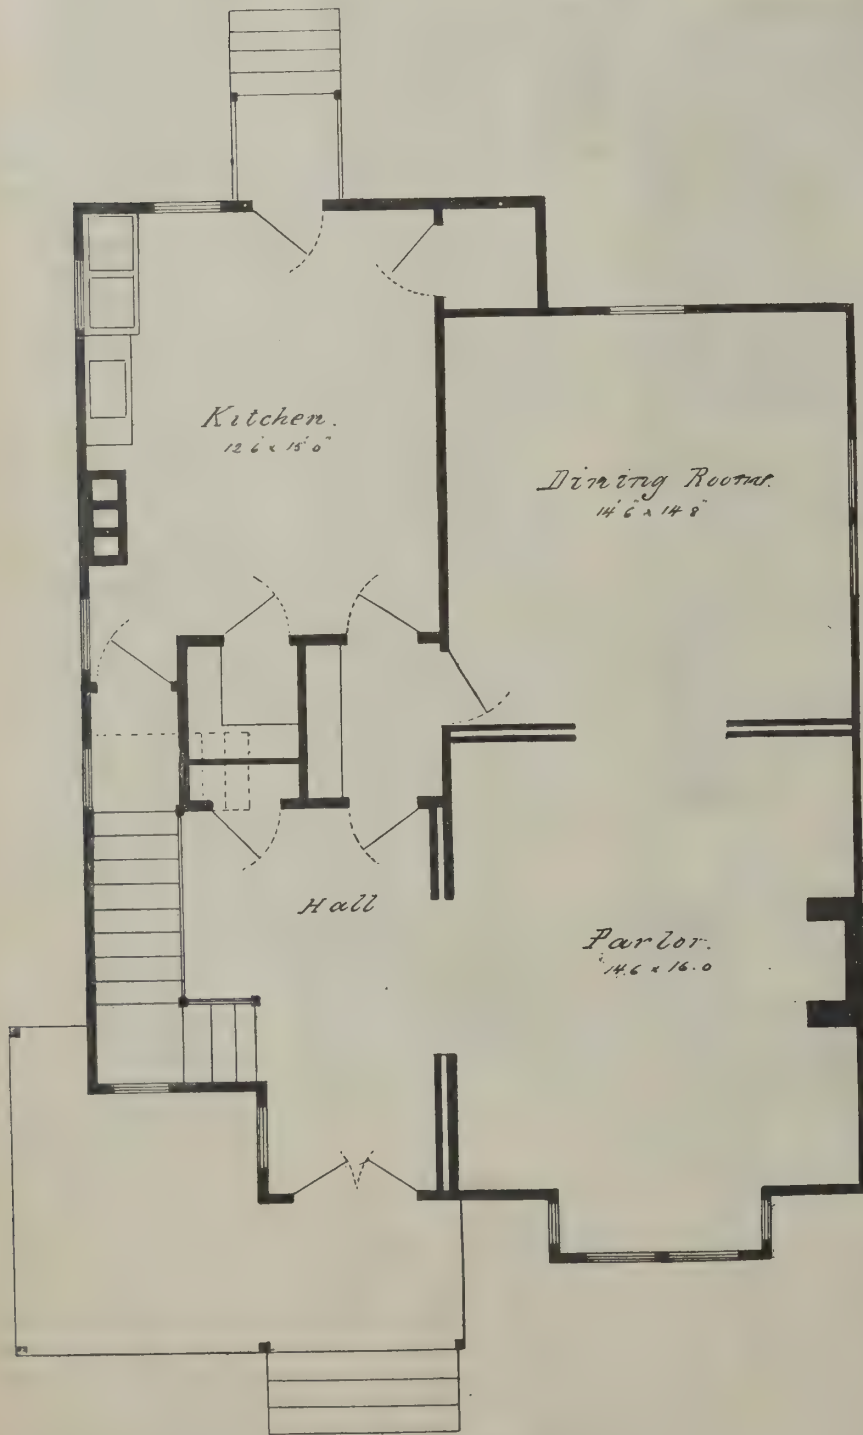 Kitchen.
12'6 x 15'0"
Dining Room.
14'6" x 14'8"
Hall
Parlor.
14.6 x 16.0